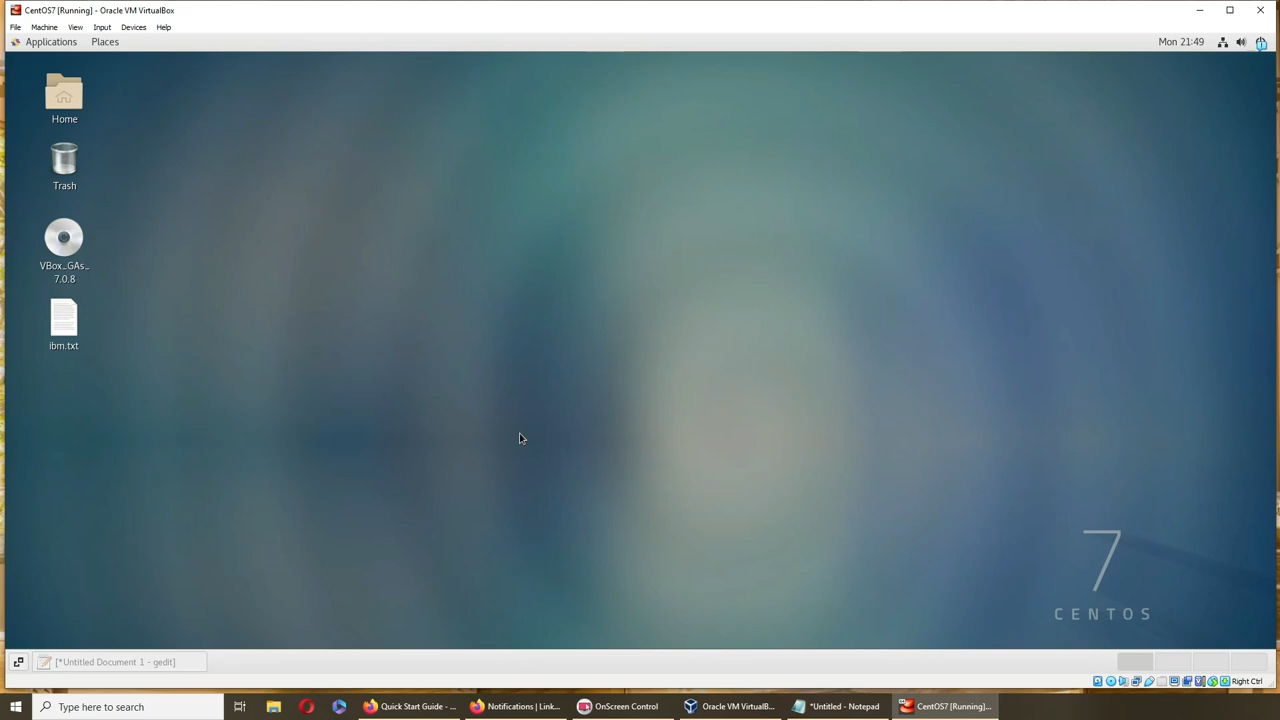 CentOS7 [Running] - Oracle VM VirtualBox
File Machine View Input Devices Help
Applications Places Mon 21:49
Home
Trash
VBox_GAs_
7.0.8
ibm.txt
7
CENTOS
[*Untitled Document 1 - gedit]
Right Ctrl
Type here to search
Quick Start Guide - ...
Notifications | Link...
OnScreen Control
Oracle VM VirtualB...
*Untitled - Notepad
CentOS7 [Running]...